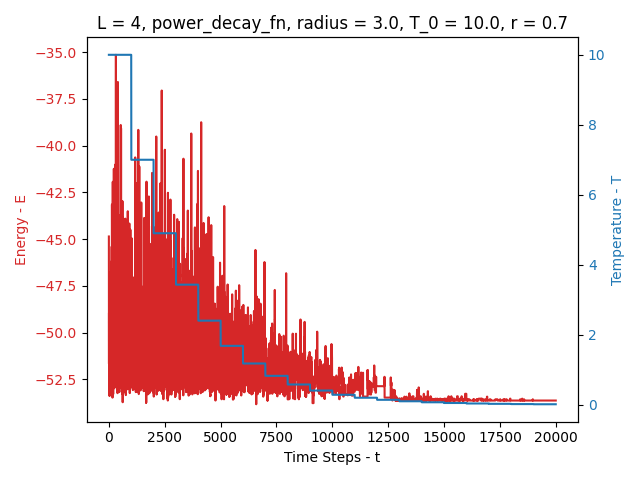 L = 4, power_decay_fn, radius = 3.0, T_0 = 10.0, r = 0.7
Energy - E
−35.0
−37.5
−40.0
−42.5
−45.0
−47.5
−50.0
−52.5
10
8
6
4
2
0
Temperature - T
0 2500 5000 7500 10000 12500 15000 17500 20000
Time Steps - t